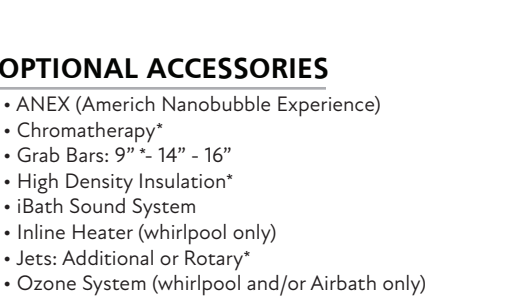 OPTIONAL ACCESSORIES
• ANEX (Americh Nanobubble Experience)
• Chromatherapy*
• Grab Bars: 9” *- 14” - 16”
• High Density Insulation*
• iBath Sound System
• Inline Heater (whirlpool only)
• Jets: Additional or Rotary*
• Ozone System (whirlpool and/or Airbath only)